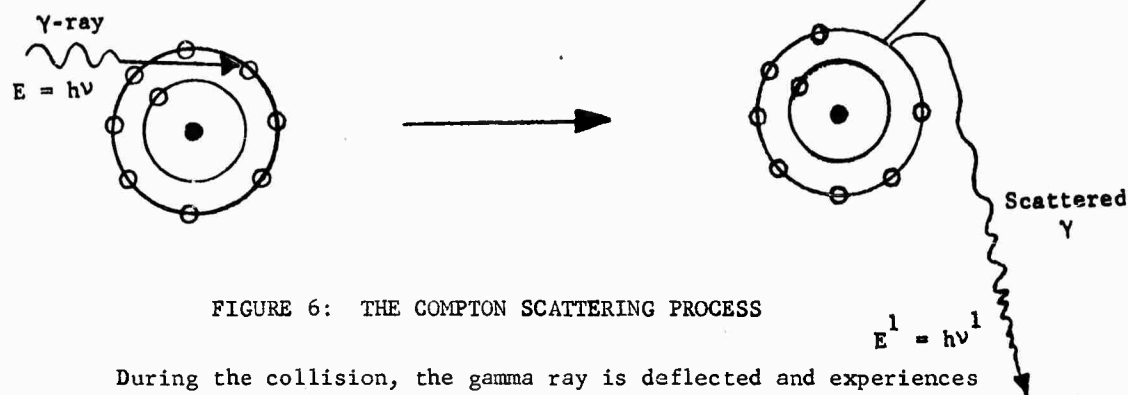 γ-ray
E = hν
Scattered
γ
E¹ = hν¹
FIGURE 6: THE COMPTON SCATTERING PROCESS
During the collision, the gamma ray is deflected and experiences